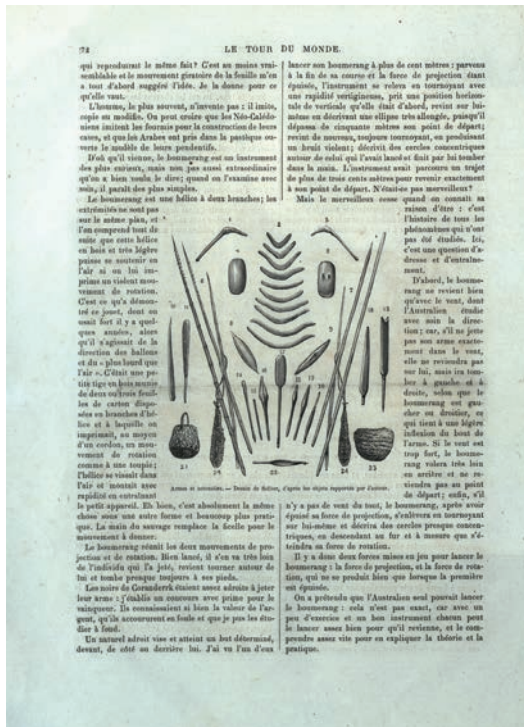 LE TOUR DU MONDE.
qui reproduirait le même fait? C'est au moins vrai-
semblable et le mouvement giratoire de la feuille m'en
a tout d'abord suggéré l'idée. Je la donne pour ce
qu'elle vaut.
L'homme, le plus souvent, n'invente pas : il imite,
copie ou modifie. On peut croire que les Néo-Calédo-
niens imitent les fourmis pour la construction de leurs
cases, et que les Arabes ont pris dans la pastèque ou-
verte le modèle de leurs pendentifs.
D'où qu'il vienne, le boomerang est un instrument
des plus curieux, mais non pas aussi extraordinaire
qu'on a bien voulu le dire; quand on l'examine avec
soin, il paraît des plus simples.
Le boomerang est une hélice à deux branches; les
extrémités ne sont pas
sur le même plan, et
l'on comprend tout de
suite que cette hélice
en bois et très légère
puisse se soutenir en
l'air si on lui im-
prime un violent mou-
vement de rotation.
C'est ce qu'a démon-
tré ce jouet, dont on
usait fort il y a quel-
ques années, alors
qu'il s'agissait de la
direction des ballons
et du « plus lourd que
l'air ». C'était une pe-
tite tige en bois munie
de deux ou trois feuil-
les de carton dispo-
sées en branches d'hé-
lice et à laquelle on
imprimait, au moyen
d'un cordon, un mou-
vement de rotation
comme à une toupie;
l'hélice se vissait dans
l'air et montait avec
rapidité en entraînant
le petit appareil. Eh bien, c'est absolument la même
chose sous une autre forme et beaucoup plus prati-
que. La main du sauvage remplace la ficelle pour le
mouvement à donner.
Le boomerang réunit les deux mouvements de pro-
jection et de rotation. Bien lancé, il s'en va très loin
de l'individu qui l'a jeté, revient tourner autour de
lui et tombe presque toujours à ses pieds.
Les noirs de Coranderrk étaient assez adroits à jeter
leur arme : j'établis un concours avec prime pour le
vainqueur. Ils connaissaient si bien la valeur de l'ar-
gent, qu'ils accoururent en foule et que je pus les étu-
dier à fond.
Un naturel adroit vise et atteint un but déterminé,
devant, de côté ou derrière lui. J'ai vu l'un d'eux
lancer son boomerang à plus de cent mètres; parvenu
à la fin de sa course et la force de projection étant
épuisée, l'instrument se releva en tournoyant avec
une rapidité vertigineuse, prit une position horizon-
tale de verticale qu'elle était d'abord, revint sur lui-
même en décrivant une ellipse très allongée, puisqu'il
dépassa de cinquante mètres son point de départ;
revint de nouveau, toujours tournoyant, en produisant
un bruit violent; décrivit des cercles concentriques
autour de celui qui l'avait lancé et finit par lui tomber
dans la main. L'instrument avait parcouru un trajet
de plus de trois cents mètres pour revenir exactement
à son point de départ. N'était-ce pas merveilleux?
Mais le merveilleux cesse quand on connaît sa
raison d'être : c'est
l'histoire de tous les
phénomènes qui n'ont
pas été étudiés. Ici,
c'est une question d'a-
dresse et d'entraîne-
ment.
D'abord, le boome-
rang ne revient bien
qu'avec le vent, dont
l'Australien étudie
avec soin la direc-
tion; car, s'il ne jette
pas son arme exacte-
ment dans le vent,
elle ne reviendra pas
sur lui, mais ira tom-
ber à gauche et à
droite, selon que le
boomerang est gau-
cher ou droitier, ce
qui tient à une légère
inflexion du bout de
l'arme. Si le vent est
trop fort, le boome-
rang volera très loin
en arrière et ne re-
viendra pas au point
de départ; enfin, s'il
n'y a pas de vent du tout, le boomerang, après avoir
épuisé sa force de projection, s'enlèvera en tournoyant
sur lui-même et décrira des cercles presque concen-
triques, en descendant au fur et à mesure que s'é-
teindra sa force de rotation.
Il y a donc deux forces mises en jeu pour lancer le
boomerang : la force de projection, et la force de rota-
tion, qui ne se produit bien que lorsque la première
est épuisée.
On a prétendu que l'Australien seul pouvait lancer
le boomerang : cela n'est pas exact, car avec un
peu d'exercice et un bon instrument chacun peut
le lancer assez bien pour qu'il revienne, et le com-
prendre assez vite pour en expliquer la théorie et la
pratique.
Armes et ustensiles. — Dessin de , d'après les objets rapportés par l'auteur.